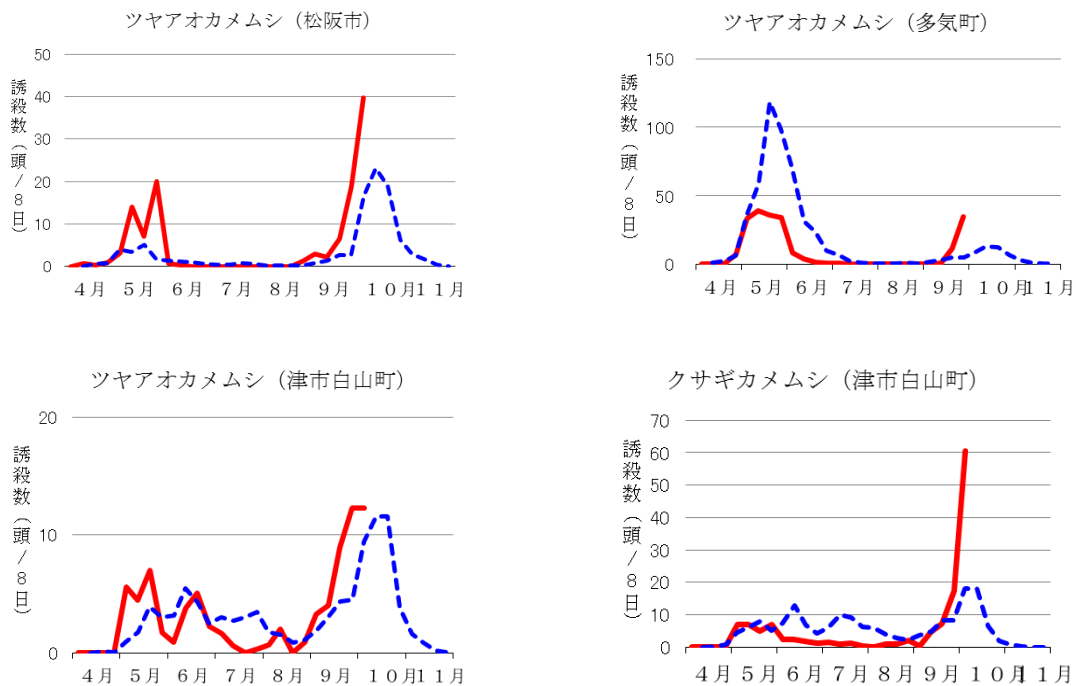 ツヤアオカメムシ（松阪市）
誘殺数（頭/8日）
50
40
30
20
10
0
４月 ５月 ６月 ７月 ８月 ９月 １０月 １１月
ツヤアオカメムシ（多気町）
誘殺数（頭/8日）
150
100
50
0
４月 ５月 ６月 ７月 ８月 ９月 １０月 １１月
ツヤアオカメムシ（津市白山町）
誘殺数（頭/8日）
20
10
0
４月 ５月 ６月 ７月 ８月 ９月 １０月 １１月
クサギカメムシ（津市白山町）
誘殺数（頭/8日）
70
60
50
40
30
20
10
0
４月 ５月 ６月 ７月 ８月 ９月 １０月 １１月